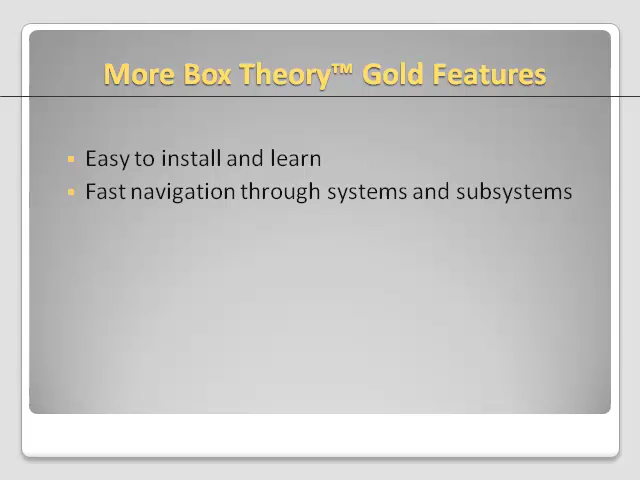 More Box Theory™ Gold Features
Easy to install and learn
Fast navigation through systems and subsystems